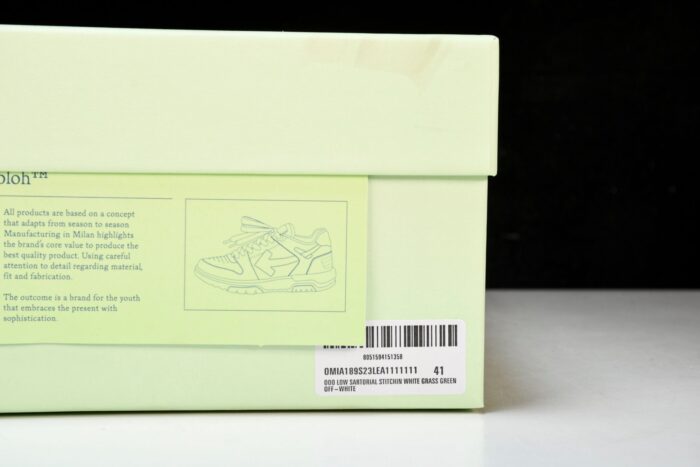 bloh™
All products are based on a concept
that adapts from season to season
Manufacturing in Milan highlights
the brand's core value to produce the
best quality product. Using careful
attention to detail regarding material,
fit and fabrication.
The outcome is a brand for the youth
that embraces the present with
sophistication.
8051594151358
OMIA189S23LEA1111111 41
OOO LOW SARTORIAL STITCHIN WHITE GRASS GREEN
OFF-WHITE